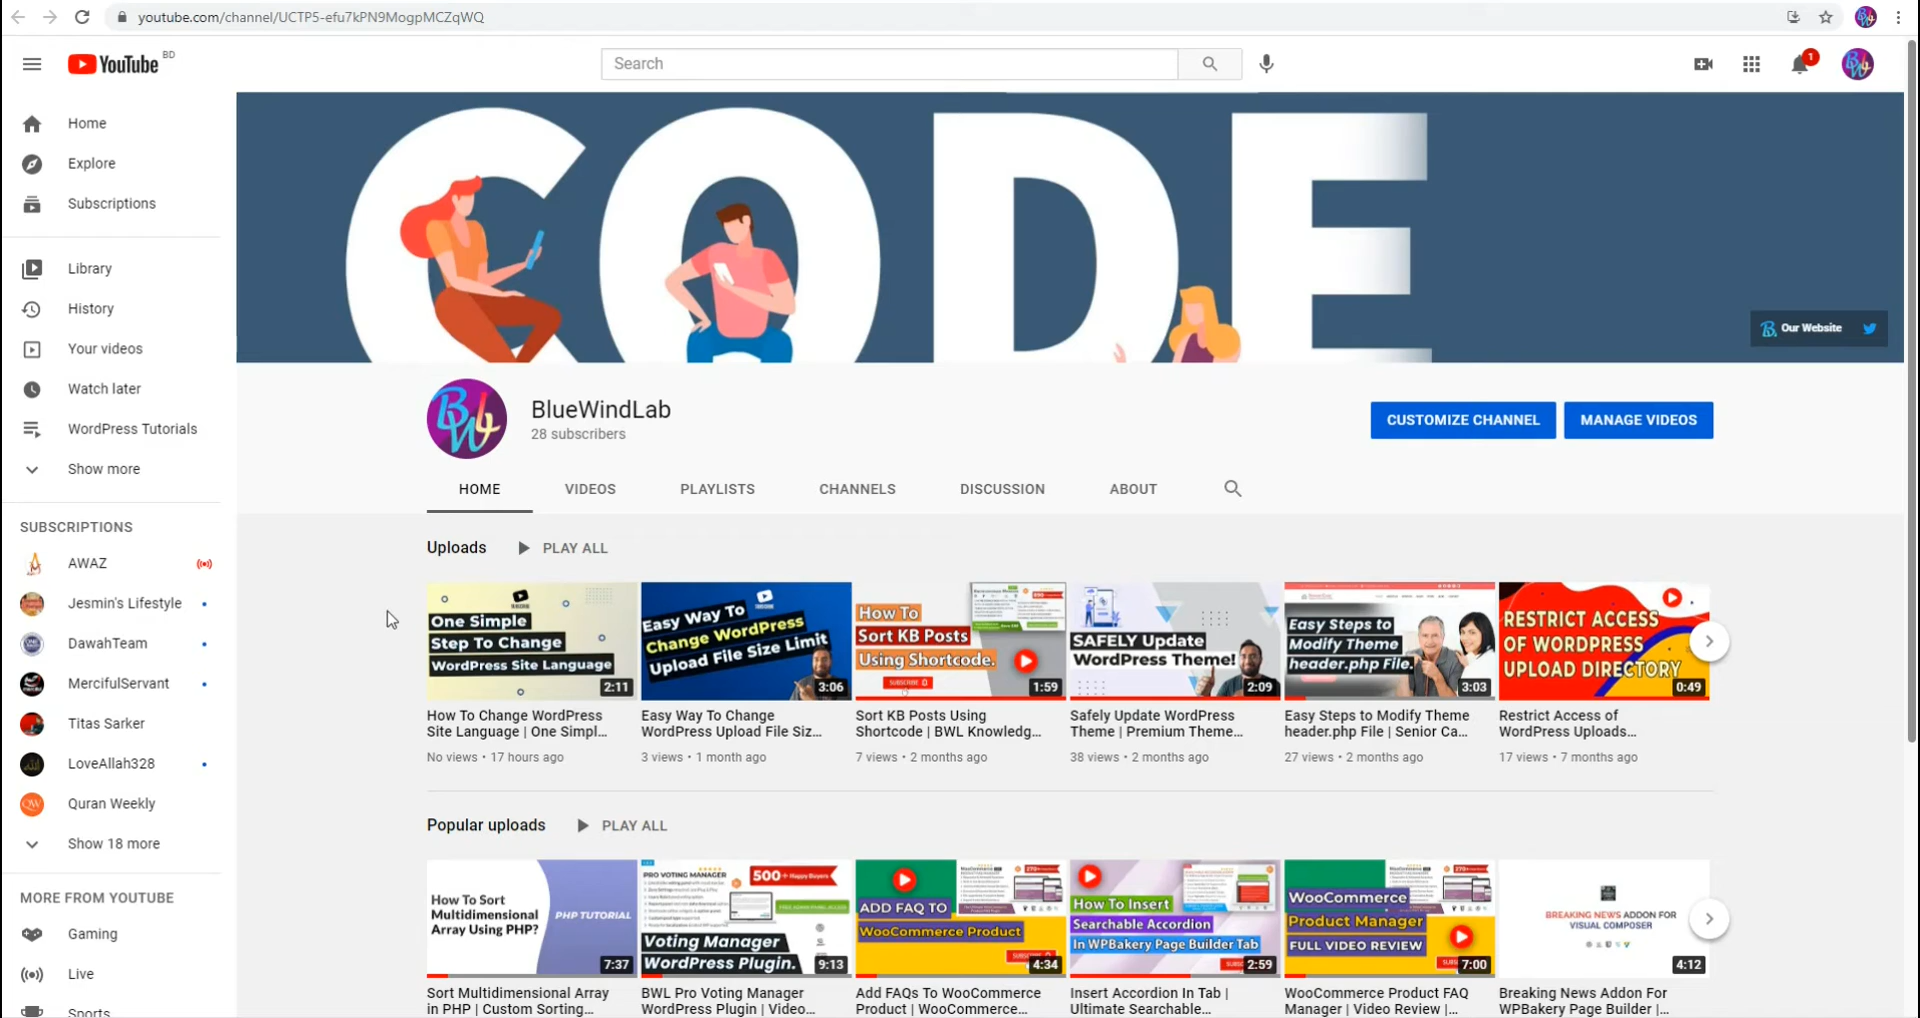 youtube.com/channel/UCTP5-efu7kPN9MogpMCZqWQ
YouTube BD
Search
1
Home
Explore
Subscriptions
Library
History
Your videos
Watch later
WordPress Tutorials
Show more
SUBSCRIPTIONS
AWAZ
Jesmin's Lifestyle
DawahTeam
MercifulServant
Titas Sarker
LoveAllah328
Quran Weekly
Show 18 more
MORE FROM YOUTUBE
Gaming
Live
Sports
CODE
Our Website
BlueWindLab
28 subscribers
CUSTOMIZE CHANNEL
MANAGE VIDEOS
HOME
VIDEOS
PLAYLISTS
CHANNELS
DISCUSSION
ABOUT
Uploads
PLAY ALL
One Simple
Step To Change
WordPress Site Language
2:11
How To Change WordPress
Site Language | One Simpl...
No views • 17 hours ago
Easy Way To
Change WordPress
Upload File Size Limit
3:06
Easy Way To Change
WordPress Upload File Siz...
3 views • 1 month ago
How To
Sort KB Posts
Using Shortcode.
SUBSCRIBE
1:59
Sort KB Posts Using
Shortcode | BWL Knowledg...
7 views • 2 months ago
SAFELY Update
WordPress Theme!
2:09
Safely Update WordPress
Theme | Premium Theme...
38 views • 2 months ago
Easy Steps to
Modify Theme
header.php File.
3:03
Easy Steps to Modify Theme
header.php File | Senior Ca...
27 views • 2 months ago
RESTRICT ACCESS
OF WORDPRESS
UPLOAD DIRECTORY
0:49
Restrict Access of
WordPress Uploads...
17 views • 7 months ago
Popular uploads
PLAY ALL
How To Sort
Multidimensional
Array Using PHP?
PHP TUTORIAL
7:37
Sort Multidimensional Array
in PHP | Custom Sorting...
PRO VOTING MANAGER
500+ Happy Buyers
Voting Manager
WordPress Plugin.
9:13
BWL Pro Voting Manager
WordPress Plugin | Video...
270+
ADD FAQ TO
WooCommerce Product
4:34
Add FAQs To WooCommerce
Product | WooCommerce...
How To Insert
Searchable Accordion
In WPBakery Page Builder Tab
2:59
Insert Accordion In Tab |
Ultimate Searchable...
270+
WooCommerce
Product Manager
FULL VIDEO REVIEW
7:00
WooCommerce Product FAQ
Manager | Video Review |...
BREAKING NEWS ADDON FOR
VISUAL COMPOSER
4:12
Breaking News Addon For
WPBakery Page Builder |...